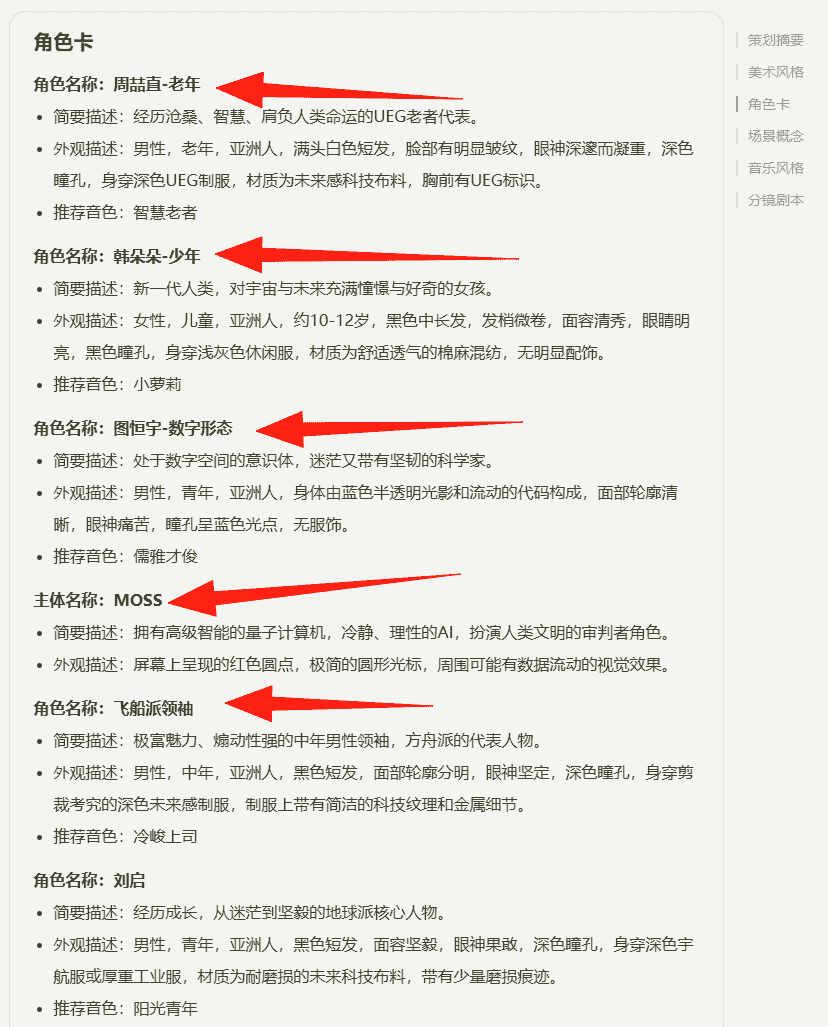 角色卡
角色名称：周喆直-老年
简要描述：经历沧桑、智慧、肩负人类命运的UEG老者代表。
外观描述：男性，老年，亚洲人，满头白色短发，脸部有明显皱纹，眼神深邃而凝重，深色
瞳孔，身穿深色UEG制服，材质为未来感科技布料，胸前有UEG标识。
推荐音色：智慧老者
角色名称：韩朵朵-少年
简要描述：新一代人类，对宇宙与未来充满憧憬与好奇的女孩。
外观描述：女性，儿童，亚洲人，约10-12岁，黑色中长发，发梢微卷，面容清秀，眼睛明
亮，黑色瞳孔，身穿浅灰色休闲服，材质为舒适透气的棉麻混纺，无明显配饰。
推荐音色：小萝莉
角色名称：图恒宇-数字形态
简要描述：处于数字空间的意识体，迷茫又带有坚韧的科学家。
外观描述：男性，青年，亚洲人，身体由蓝色半透明光影和流动的代码构成，面部轮廓清
晰，眼神痛苦，瞳孔呈蓝色光点，无服饰。
推荐音色：儒雅才俊
主体名称：MOSS
简要描述：拥有高级智能的量子计算机，冷静、理性的AI，扮演人类文明的审判者角色。
外观描述：屏幕上呈现的红色圆点，极简的圆形光标，周围可能有数据流动的视觉效果。
角色名称：飞船派领袖
简要描述：极富魅力、煽动性强的中年男性领袖，方舟派的代表人物。
外观描述：男性，中年，亚洲人，黑色短发，面部轮廓分明，眼神坚定，深色瞳孔，身穿剪
裁考究的深色未来感制服，制服上带有简洁的科技纹理和金属细节。
推荐音色：冷峻上司
角色名称：刘启
简要描述：经历成长，从迷茫到坚毅的地球派核心人物。
外观描述：男性，青年，亚洲人，黑色短发，面容坚毅，眼神果敢，深色瞳孔，身穿深色宇
航服或厚重工业服，材质为耐磨损的未来科技布料，带有少量磨损痕迹。
推荐音色：阳光青年
策划摘要
美术风格
角色卡
场景概念
音乐风格
分镜剧本